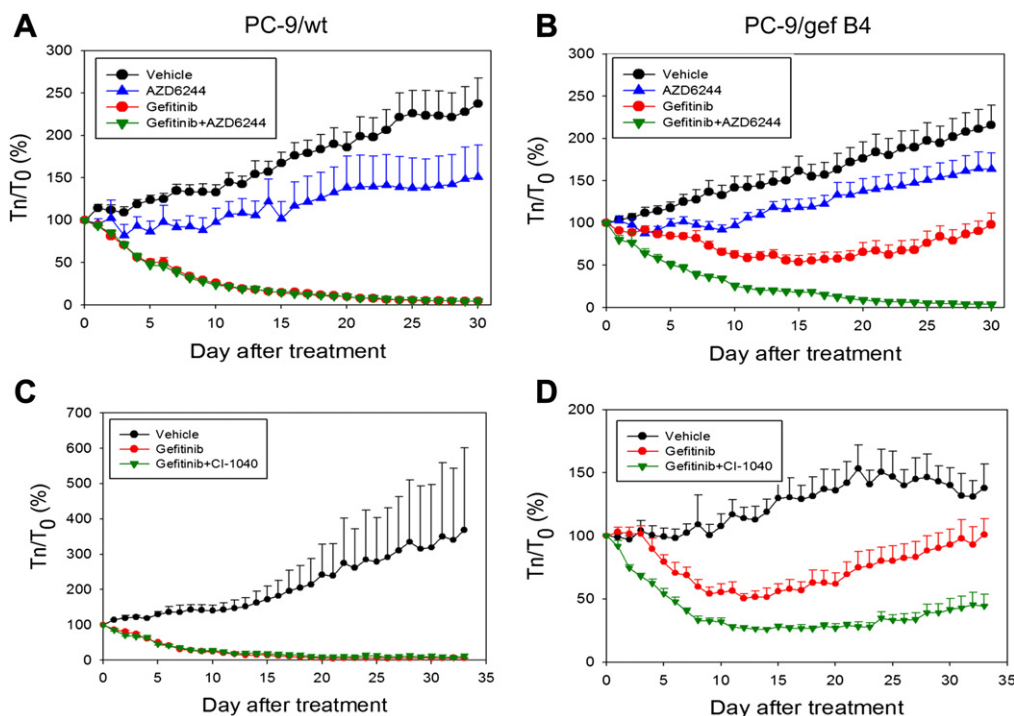 PC-9/wt
PC-9/gef B4
A
300
250
200
150
100
50
0
Tn/T0 (%)
Vehicle
AZD6244
Gefitinib
Gefitinib+AZD6244
0 5 10 15 20 25 30
Day after treatment
B
300
250
200
150
100
50
0
Tn/T0 (%)
Vehicle
AZD6244
Gefitinib
Gefitinib+AZD6244
0 5 10 15 20 25 30
Day after treatment
C
700
600
500
400
300
200
100
0
Tn/T0 (%)
Vehicle
Gefitinib
Gefitinib+CI-1040
0 5 10 15 20 25 30 35
Day after treatment
D
200
150
100
50
0
Tn/T0 (%)
Vehicle
Gefitinib
Gefitinib+CI-1040
0 5 10 15 20 25 30 35
Day after treatment